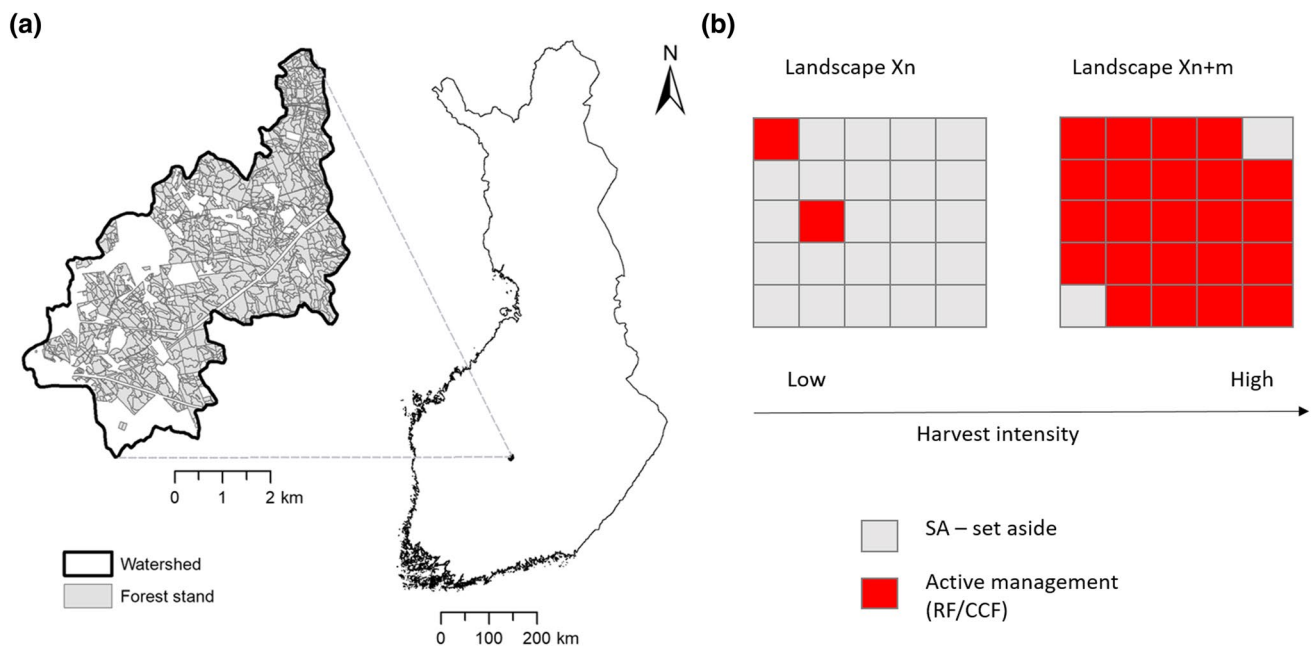 (a)
N
0 1 2 km
Watershed
Forest stand
0 100 200 km
(b)
Landscape Xn
Landscape Xn+m
Low
High
Harvest intensity
SA – set aside
Active management
(RF/CCF)